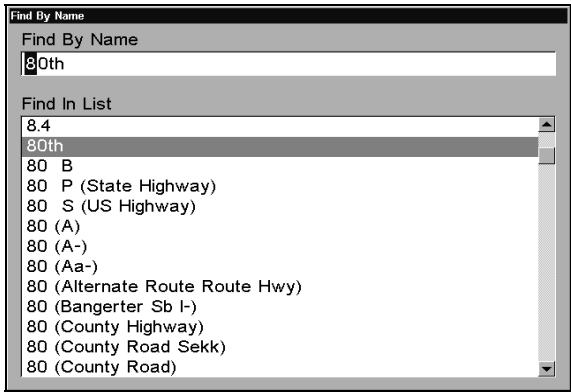 Find By Name
Find By Name
80th
Find In List
8.4
80th
80 B
80 P (State Highway)
80 S (US Highway)
80 (A)
80 (A-)
80 (Aa-)
80 (Alternate Route Route Hwy)
80 (Bangerter Sb I-)
80 (County Highway)
80 (County Road Sekk)
80 (County Road)